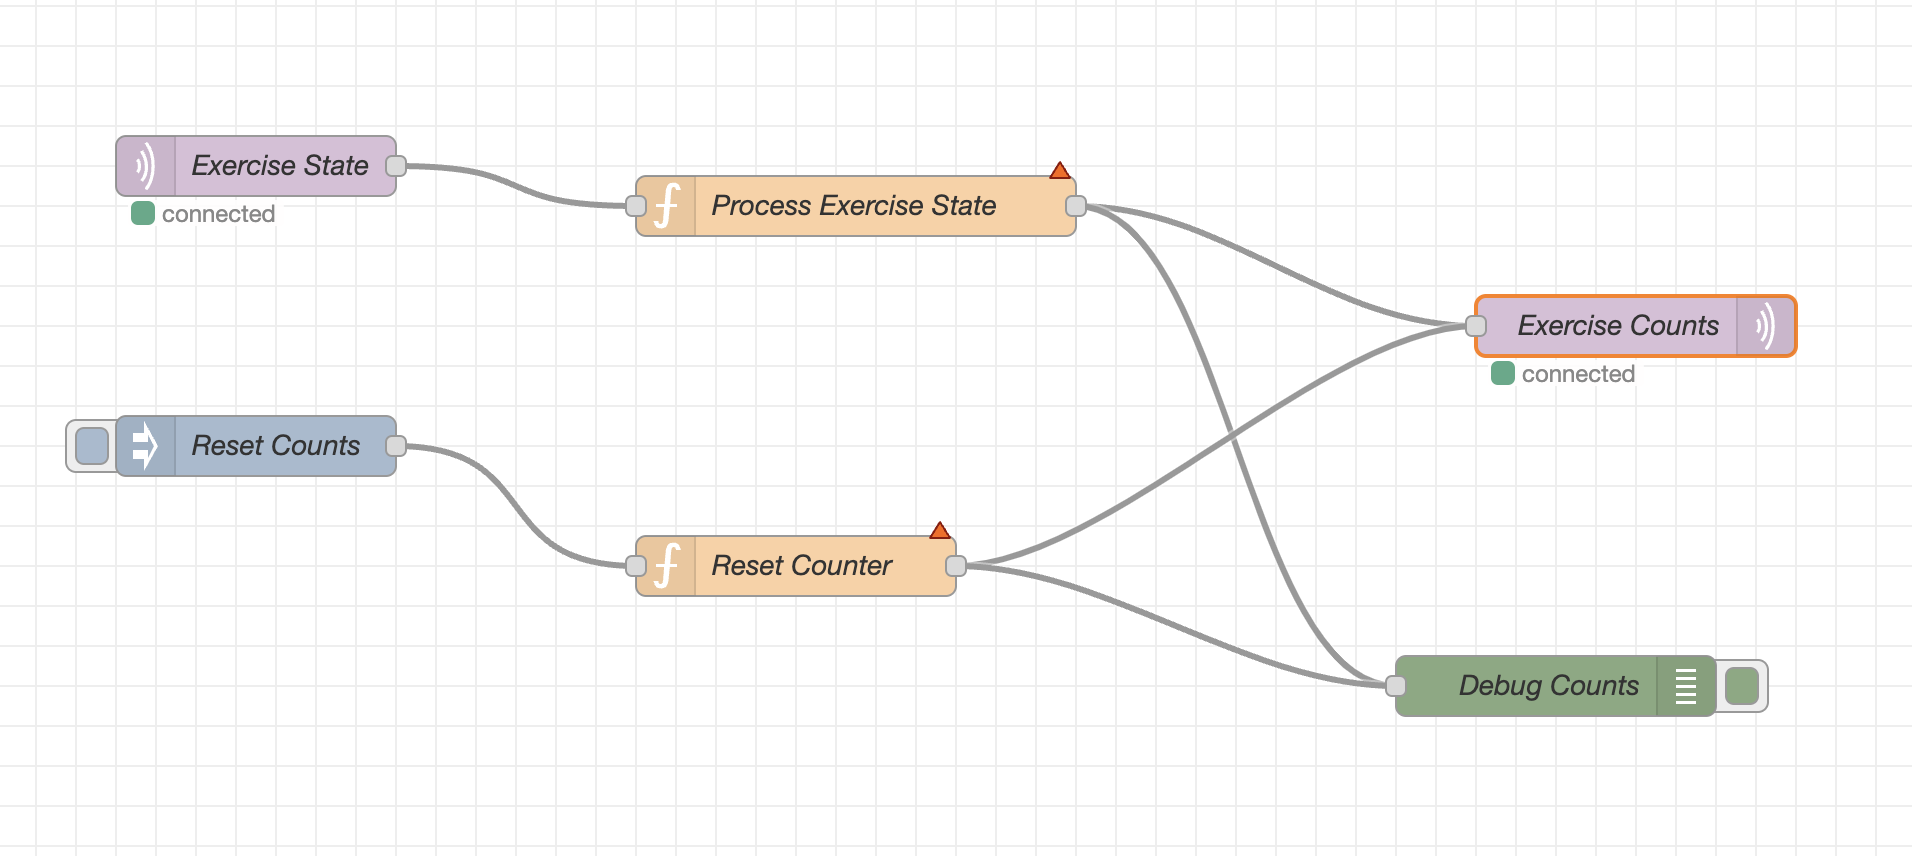 Exercise State
connected
Process Exercise State
Exercise Counts
connected
Reset Counts
Reset Counter
Debug Counts